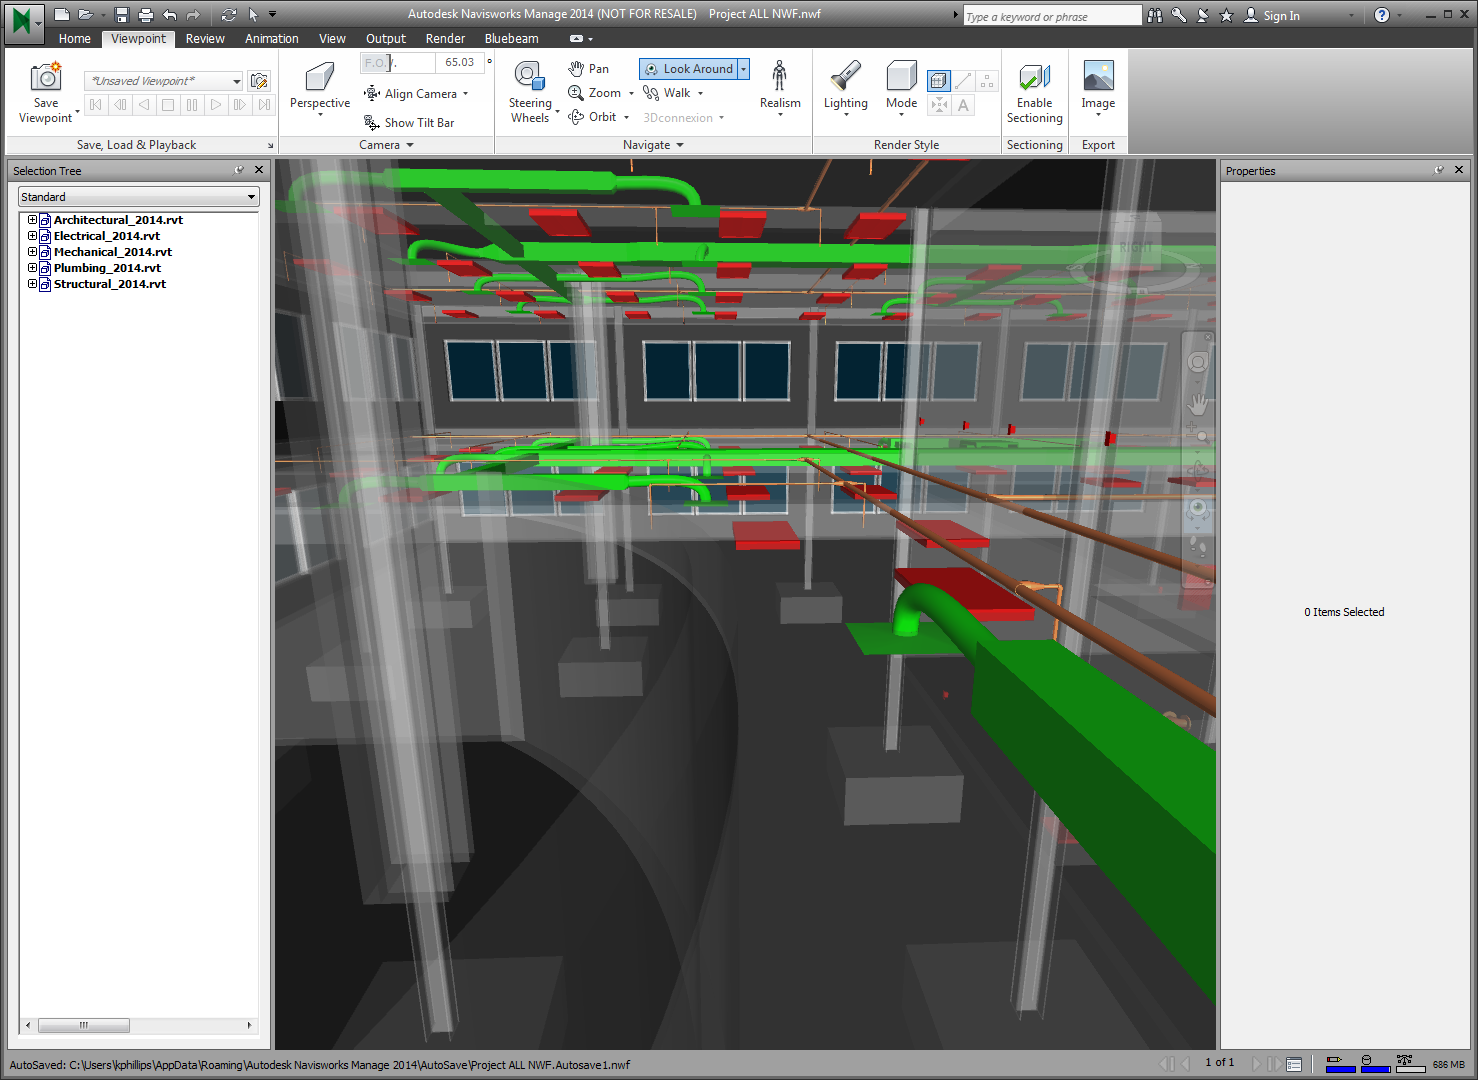 Autodesk Navisworks Manage 2014 (NOT FOR RESALE) Project ALL NWF.nwf
Type a keyword or phrase
Sign In
Home Viewpoint Review Animation View Output Render Bluebeam
Save Viewpoint
*Unsaved Viewpoint*
Save, Load & Playback
Perspective
F.O.V.
65.03 °
Align Camera
Show Tilt Bar
Camera
Steering Wheels
Pan
Zoom
Orbit
Look Around
Walk
3Dconnexion
Realism
Navigate
Lighting
Mode
A
Render Style
Enable Sectioning
Sectioning
Image
Export
Selection Tree
Standard
Architectural_2014.rvt
Electrical_2014.rvt
Mechanical_2014.rvt
Plumbing_2014.rvt
Structural_2014.rvt
RIGHT
Properties
0 Items Selected
AutoSaved: C:\Users\kphillips\AppData\Roaming\Autodesk Navisworks Manage 2014\AutoSave\Project ALL NWF.Autosave1.nwf
1 of 1
686 MB